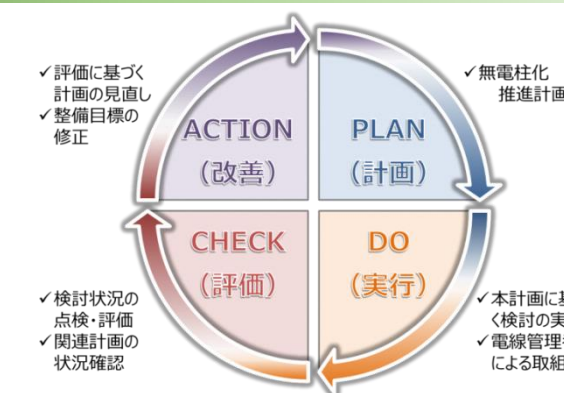 ✓評価に基づく
計画の見直し
✓整備目標の
修正
ACTION
(改善)
PLAN
(計画)
✓無電柱化
推進計画
CHECK
(評価)
DO
(実行)
✓検討状況の
点検・評価
✓関連計画の
状況確認
✓本計画に基
く検討の実
✓電線管理
による取組